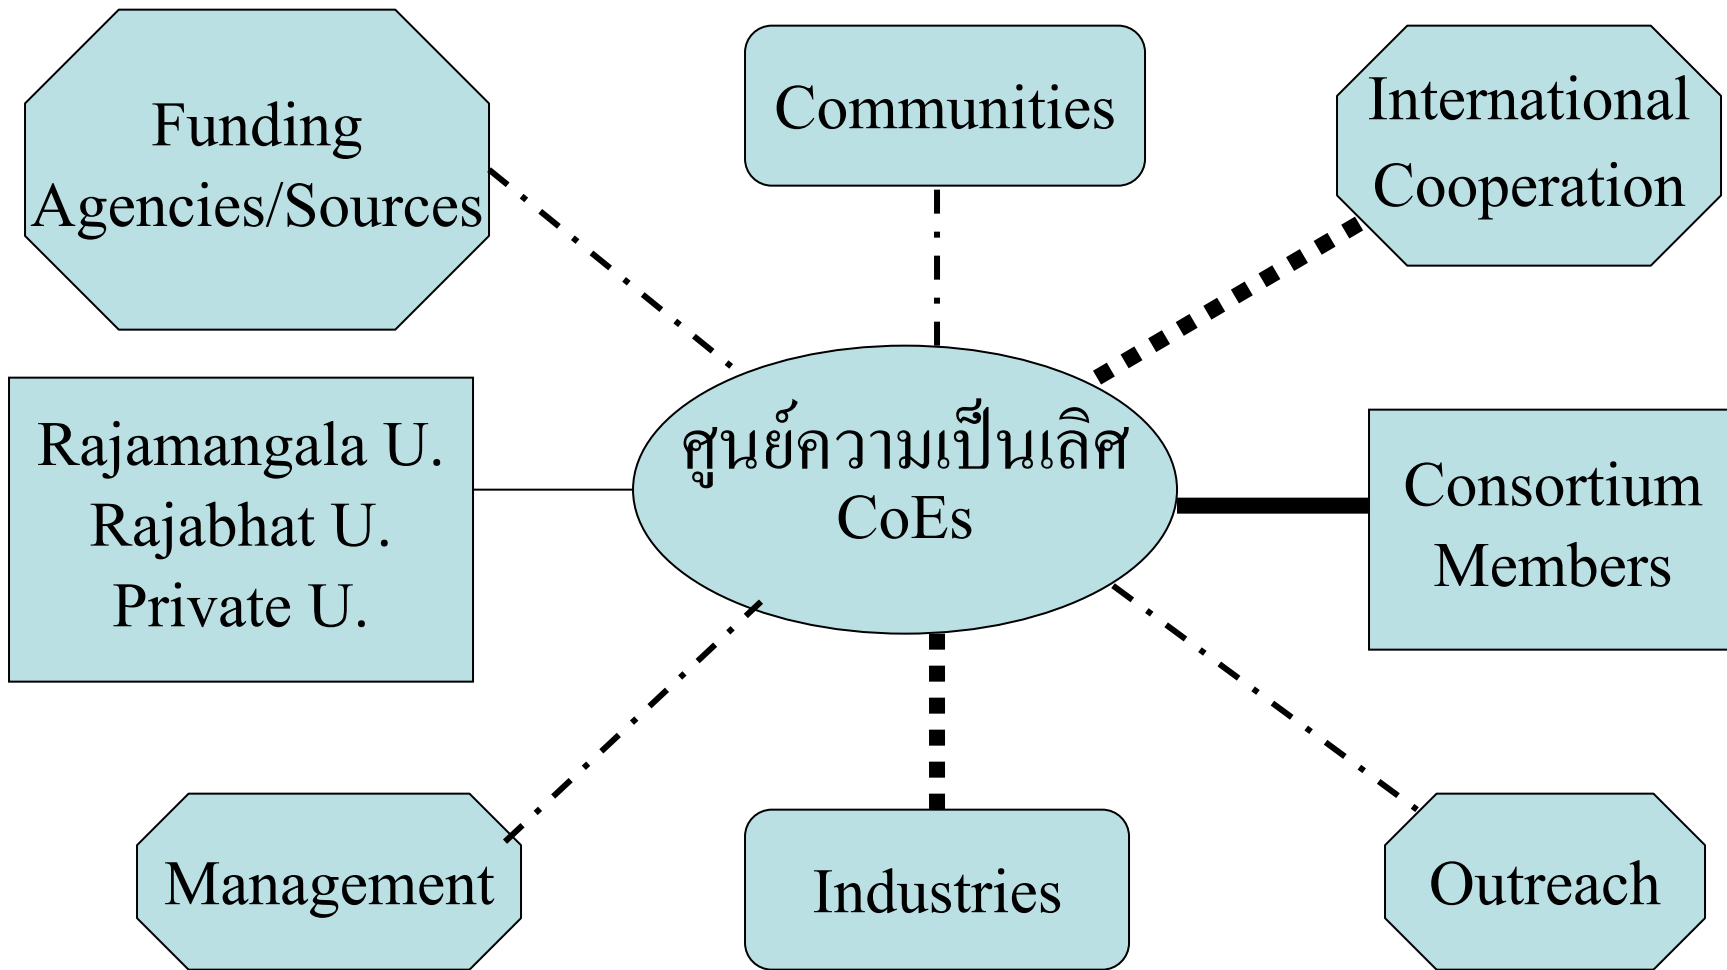 Funding
Agencies/Sources
Communities
International
Cooperation
Rajamangala U.
Rajabhat U.
Private U.
ศูนย์ความเป็นเลิศ
CoEs
Consortium
Members
Management
Industries
Outreach